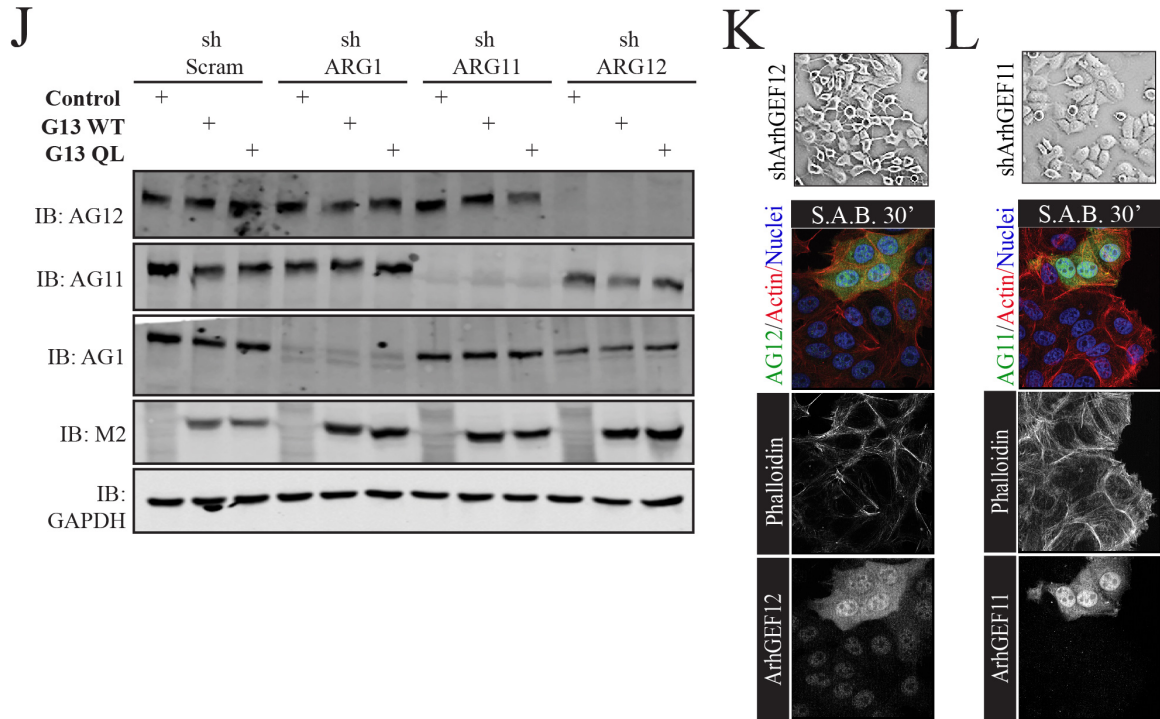 J
sh sh sh sh
Scram ARG1 ARG11 ARG12
Control + + + +
G13 WT + + + +
G13 QL + + + +
IB: AG12
IB: AG11
IB: AG1
IB: M2
IB:
GAPDH
K
shArhGEF12
S.A.B. 30’
AG12/Actin/Nuclei
Phalloidin
ArhGEF12
L
shArhGEF11
S.A.B. 30’
AG11/Actin/Nuclei
Phalloidin
ArhGEF11